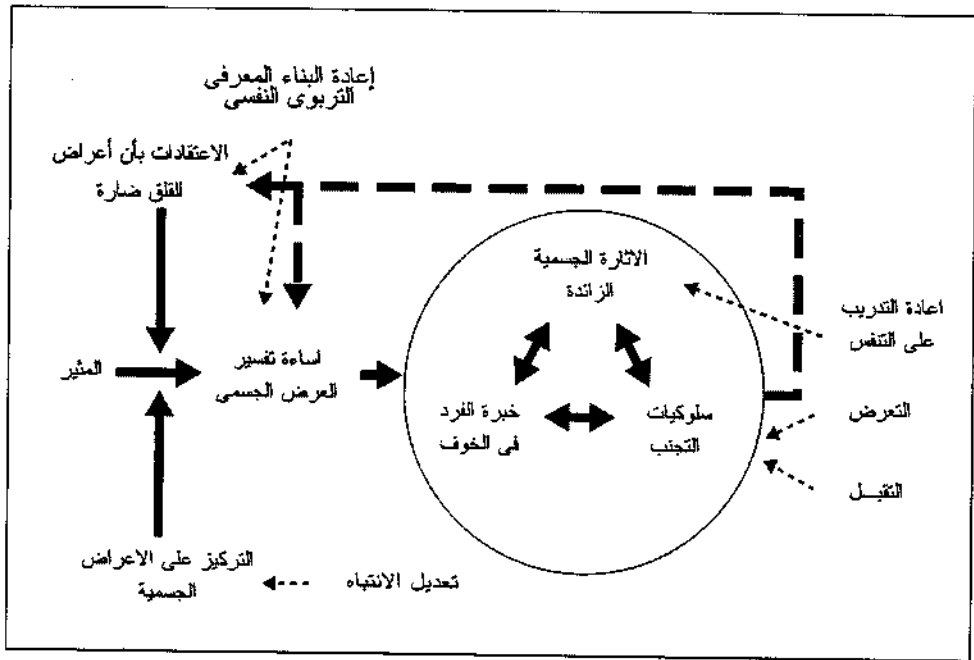 إعادة البناء المعرفى
التربوى النفسى
الاعتقادات بأن أعراض
القلق ضارة
الاثارة الجسمية
الزائدة
اعادة التدريب
على التنفس
المثير
اساءة تفسير
العرض الجسمى
خبرة الفرد
فى الخوف
سلوكيات
التجنب
التعرض
التقبل
التركيز على الاعراض
الجسمية
تعديل الانتباه